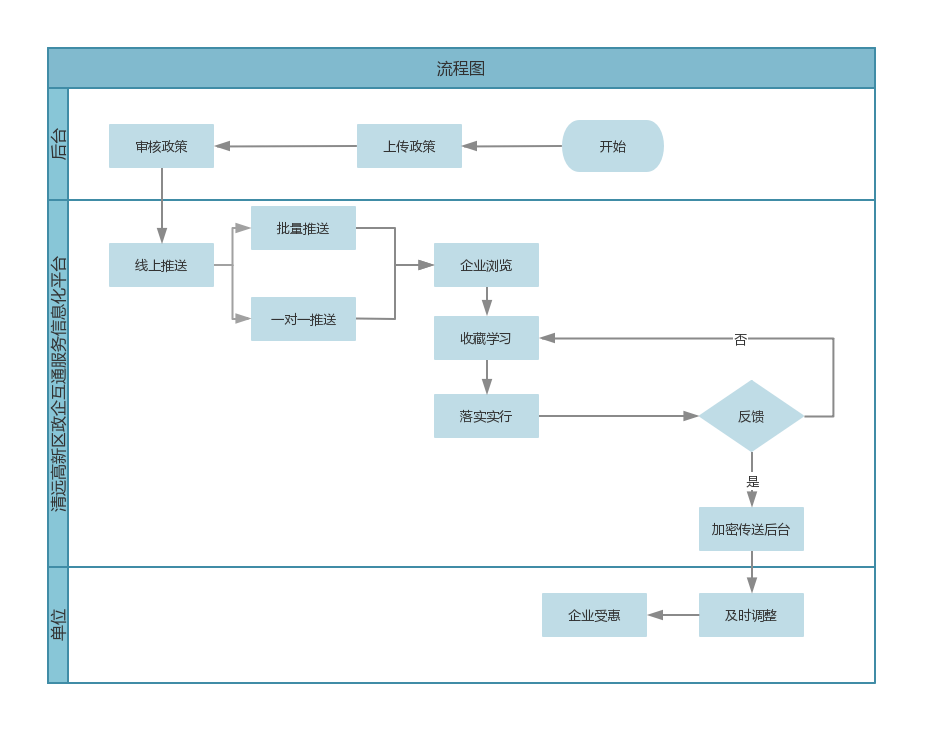 流程图
后台
审核政策
上传政策
开始
清远高新区政企互通服务信息化平台
线上推送
批量推送
一对一推送
企业浏览
收藏学习
否
落实实行
反馈
是
加密传送后台
单位
企业受惠
及时调整